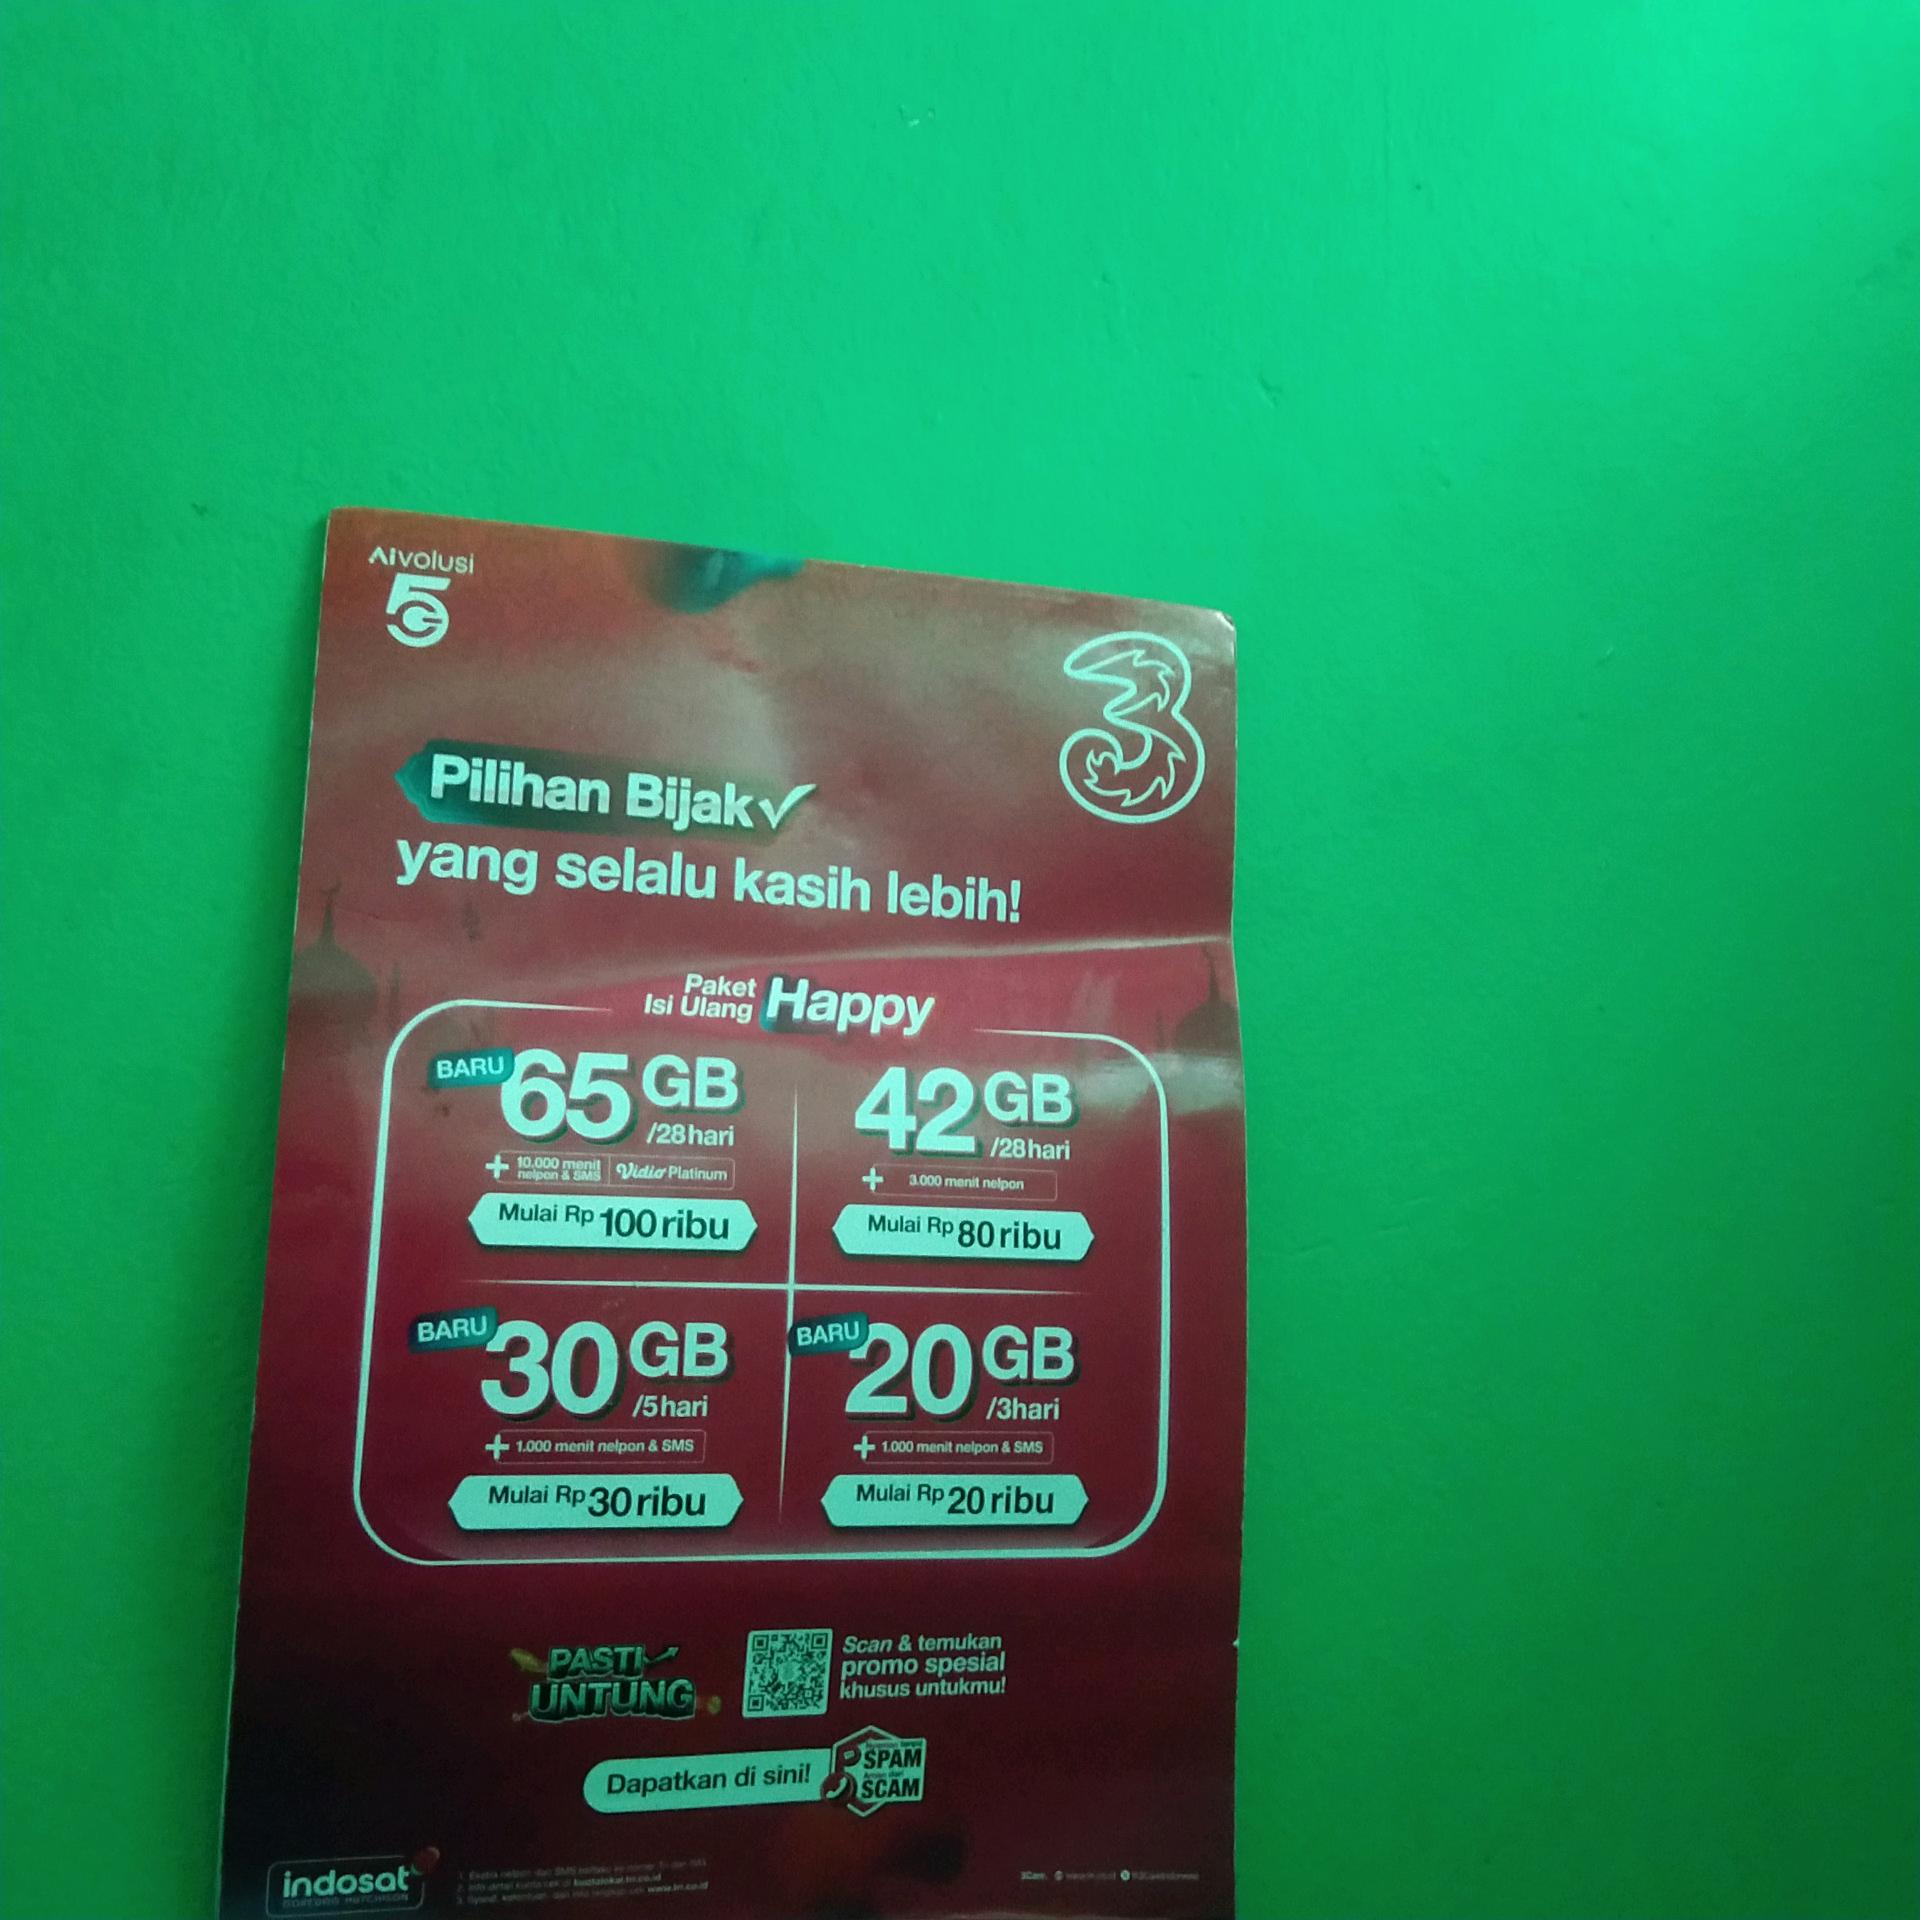 AIvolusi
5G
3
Pilihan Bijak✓
yang selalu kasih lebih!
Paket
Isi Ulang Happy
BARU 65 GB
/28hari
+ 10.000 menit
nelpon & SMS
Vidio Platinum
Mulai Rp 100 ribu
42 GB
/28hari
+ 3.000 menit nelpon
Mulai Rp 80 ribu
BARU 30 GB
/5hari
+ 1.000 menit nelpon & SMS
Mulai Rp 30 ribu
BARU 20 GB
/3hari
+ 1.000 menit nelpon & SMS
Mulai Rp 20 ribu
PASTI
UNTUNG
Scan & temukan
promo spesial
khusus untukmu!
Dapatkan di sini!
SPAM
SCAM
indosat
OOREDOO HUTCHISON